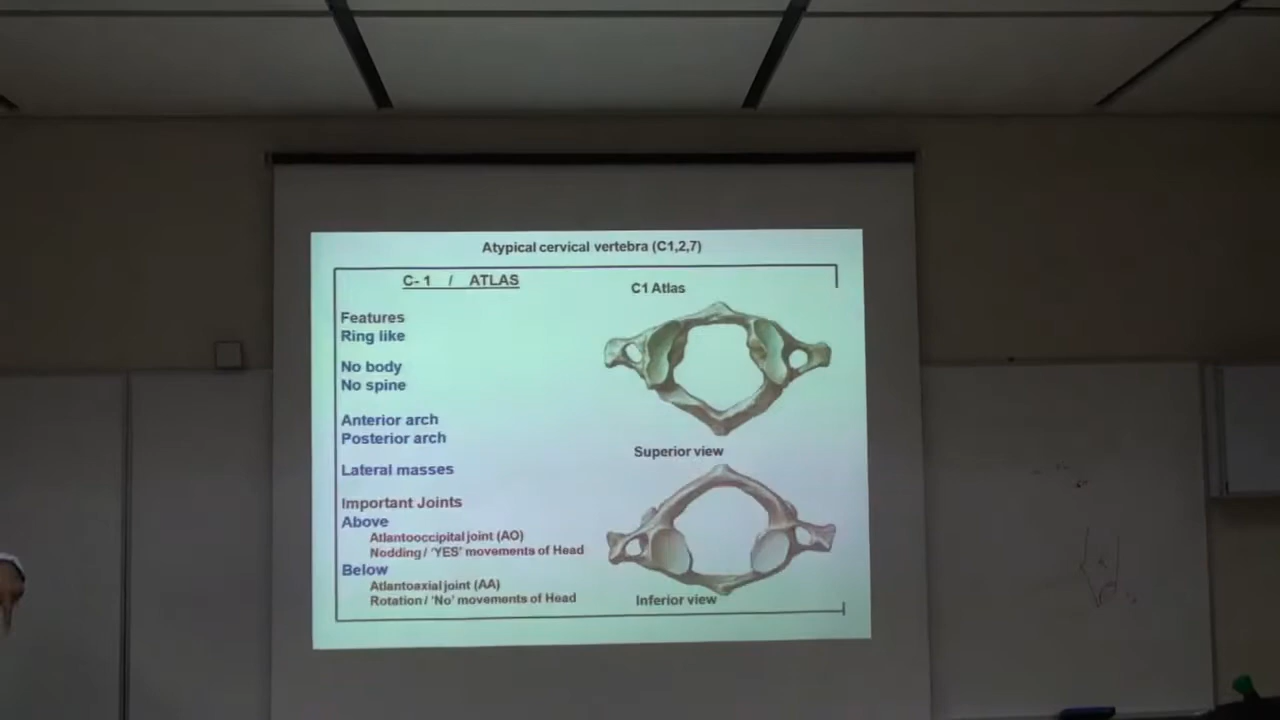 Atypical cervical vertebra (C1,2,7)
C- 1 / ATLAS
C1 Atlas
Features
Ring like
No body
No spine
Anterior arch
Posterior arch
Superior view
Lateral masses
Important Joints
Above
Atlantooccipital joint (AO)
Nodding / 'YES' movements of Head
Below
Atlantoaxial joint (AA)
Rotation / 'No' movements of Head
Inferior view